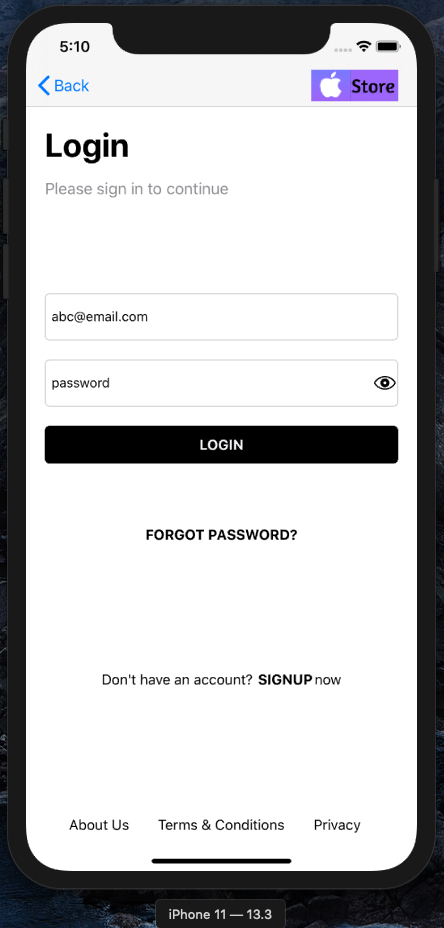 5:10
Back
Store
Login
Please sign in to continue
abc@email.com
password
LOGIN
FORGOT PASSWORD?
Don't have an account? SIGNUP now
About Us Terms & Conditions Privacy
iPhone 11 — 13.3